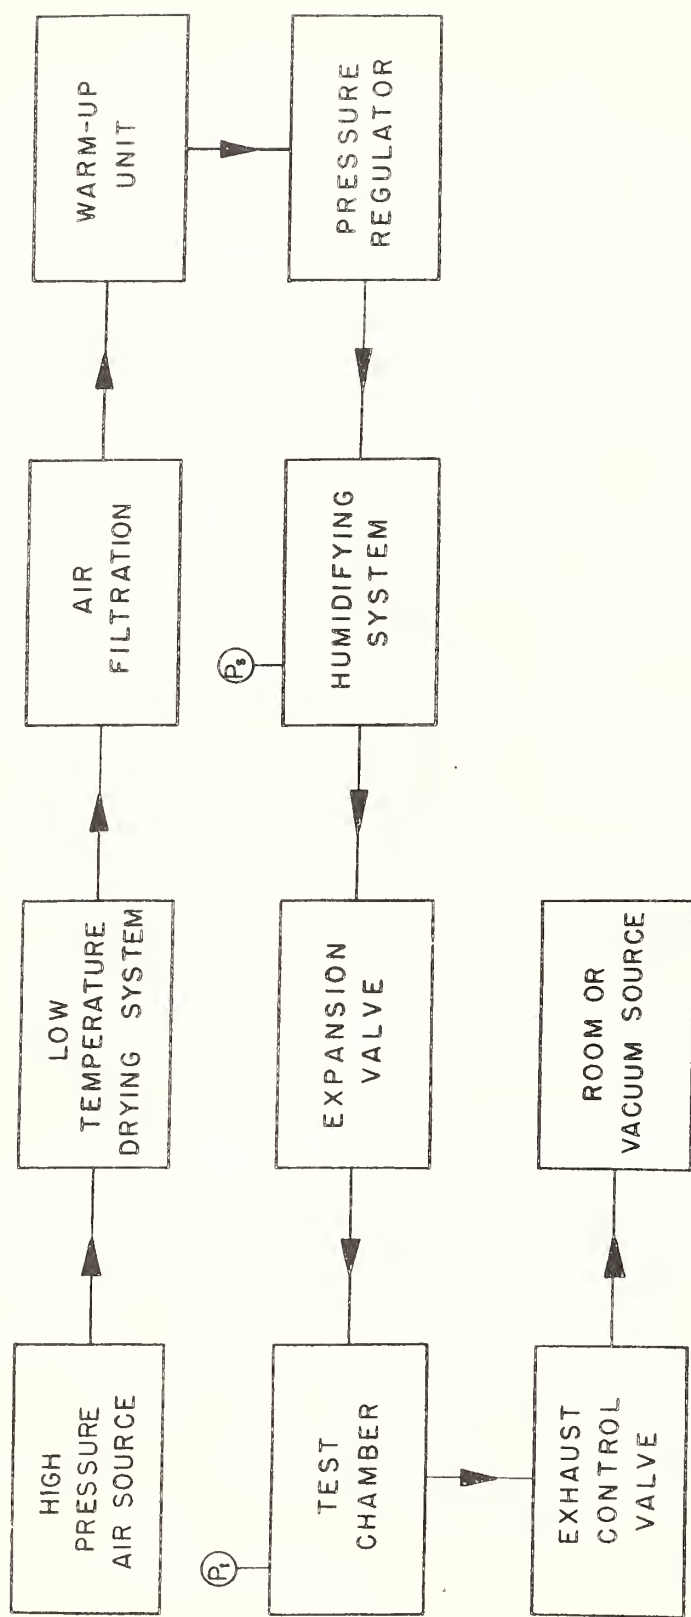 HIGH
PRESSURE
AIR SOURCE
LOW
TEMPERATURE
DRYING SYSTEM
AIR
FILTRATION
WARM-UP
UNIT
PRESSURE
REGULATOR
Ps
HUMIDIFYING
SYSTEM
EXPANSION
VALVE
Pt
TEST
CHAMBER
EXHAUST
CONTROL
VALVE
ROOM OR
VACUUM SOURCE